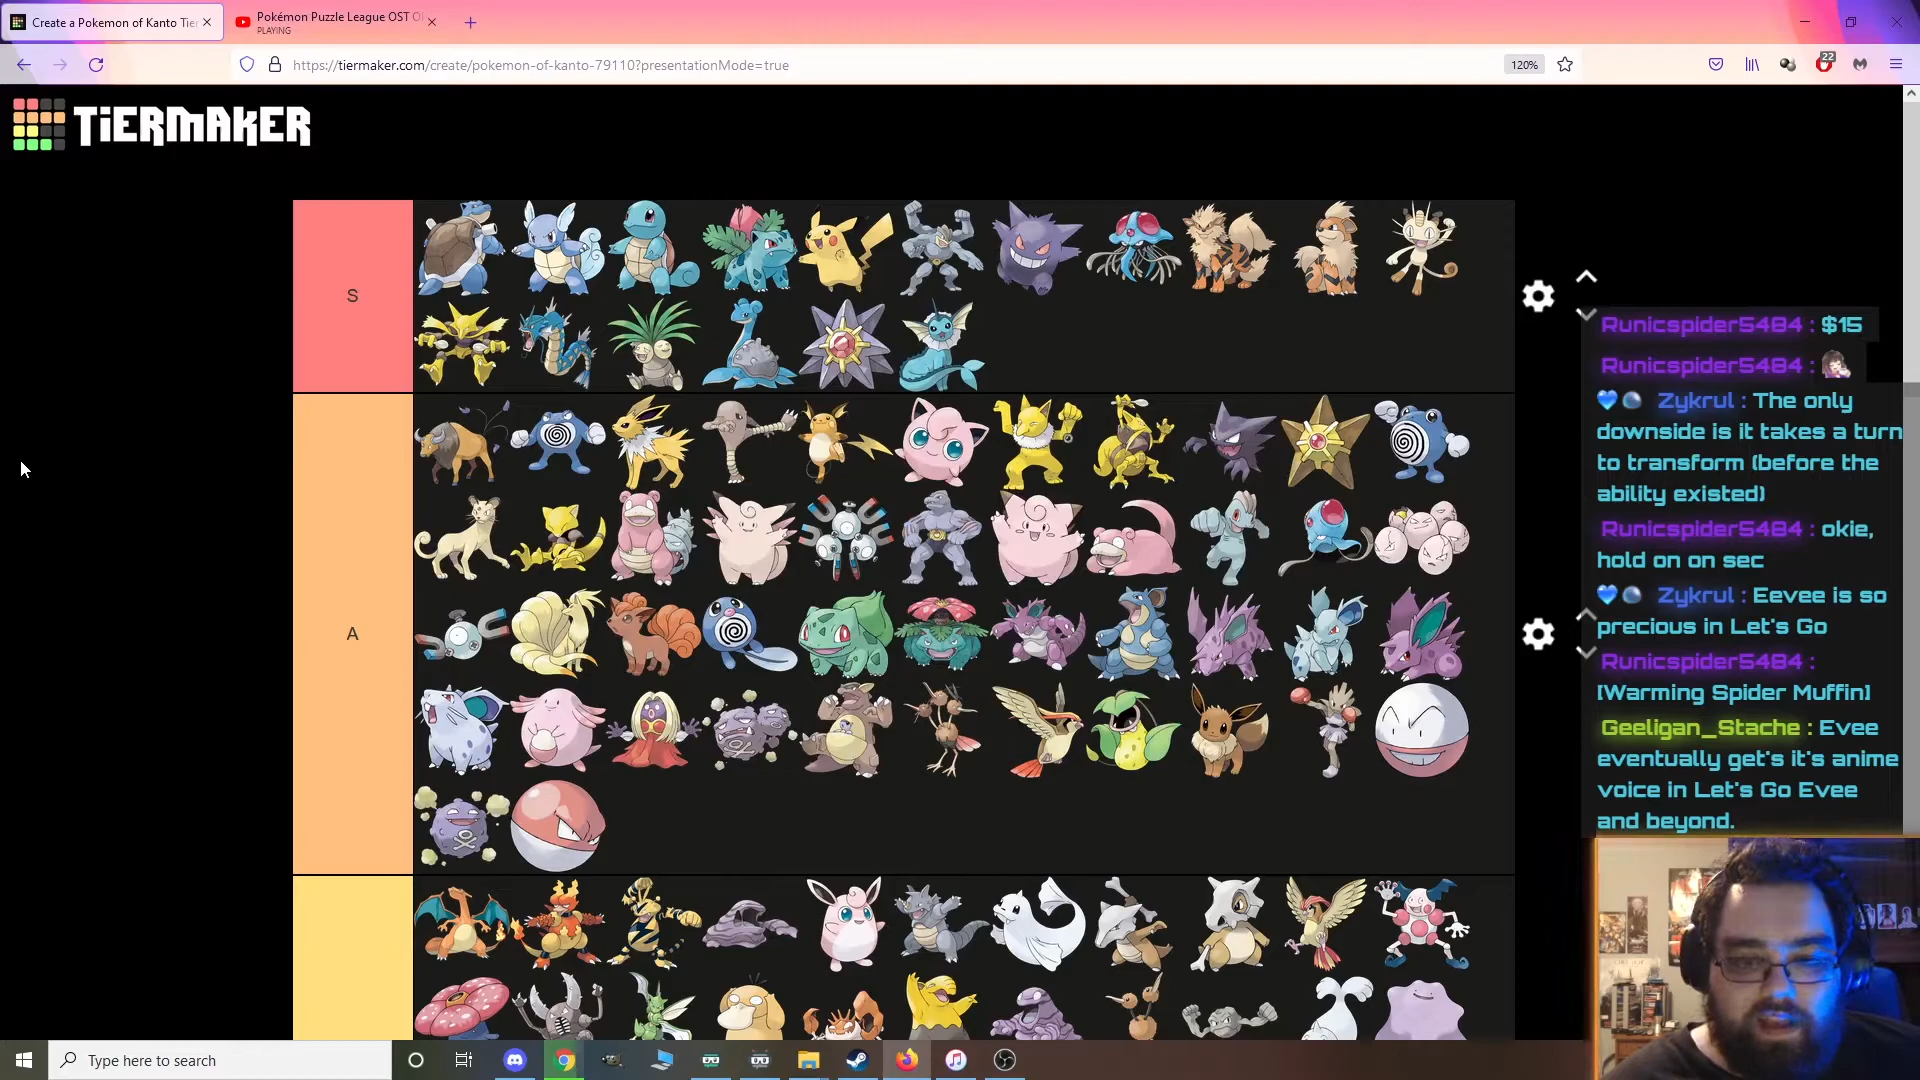 Create a Pokemon of Kanto Tie
Pokémon Puzzle League OST O
PLAYING
https://tiermaker.com/create/pokemon-of-kanto-79110?presentationMode=true
120%
22
TiERMAKER
S
A
Runicspider5484 : $15
Runicspider5484 :
Zykrul : The only
downside is it takes a turn
to transform (before the
ability existed)
Runicspider5484 : okie,
hold on on sec
Zykrul : Eevee is so
precious in Let's Go
Runicspider5484 :
[Warming Spider Muffin]
Geeligan_Stache : Evee
eventually get's it's anime
voice in Let's Go Evee
and beyond.
Type here to search